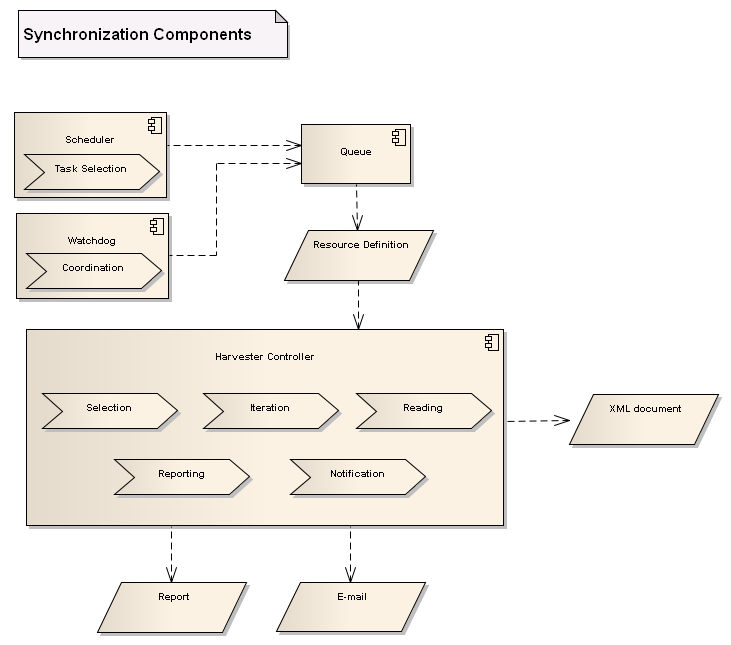 Synchronization Components
Scheduler
Task Selection
Queue
Watchdog
Coordination
Resource Definition
Harvester Controller
Selection
Iteration
Reading
XML document
Reporting
Notification
Report
E-mail